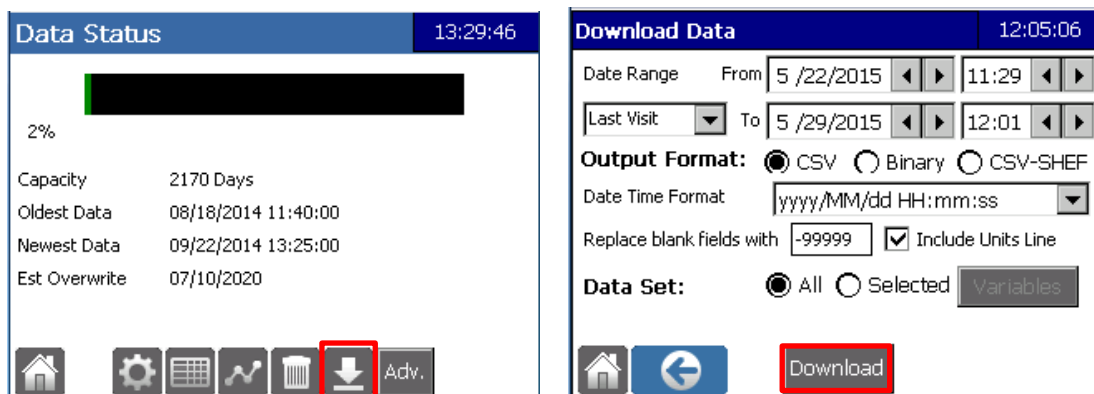 Data Status 13:29:46
2%
Capacity 2170 Days
Oldest Data 08/18/2014 11:40:00
Newest Data 09/22/2014 13:25:00
Est Overwrite 07/10/2020
Adv.
Download Data 12:05:06
Date Range From 5 /22/2015 11:29
Last Visit To 5 /29/2015 12:01
Output Format: CSV Binary CSV-SHEF
Date Time Format yyyy/MM/dd HH:mm:ss
Replace blank fields with -99999 Include Units Line
Data Set: All Selected Variables
Download